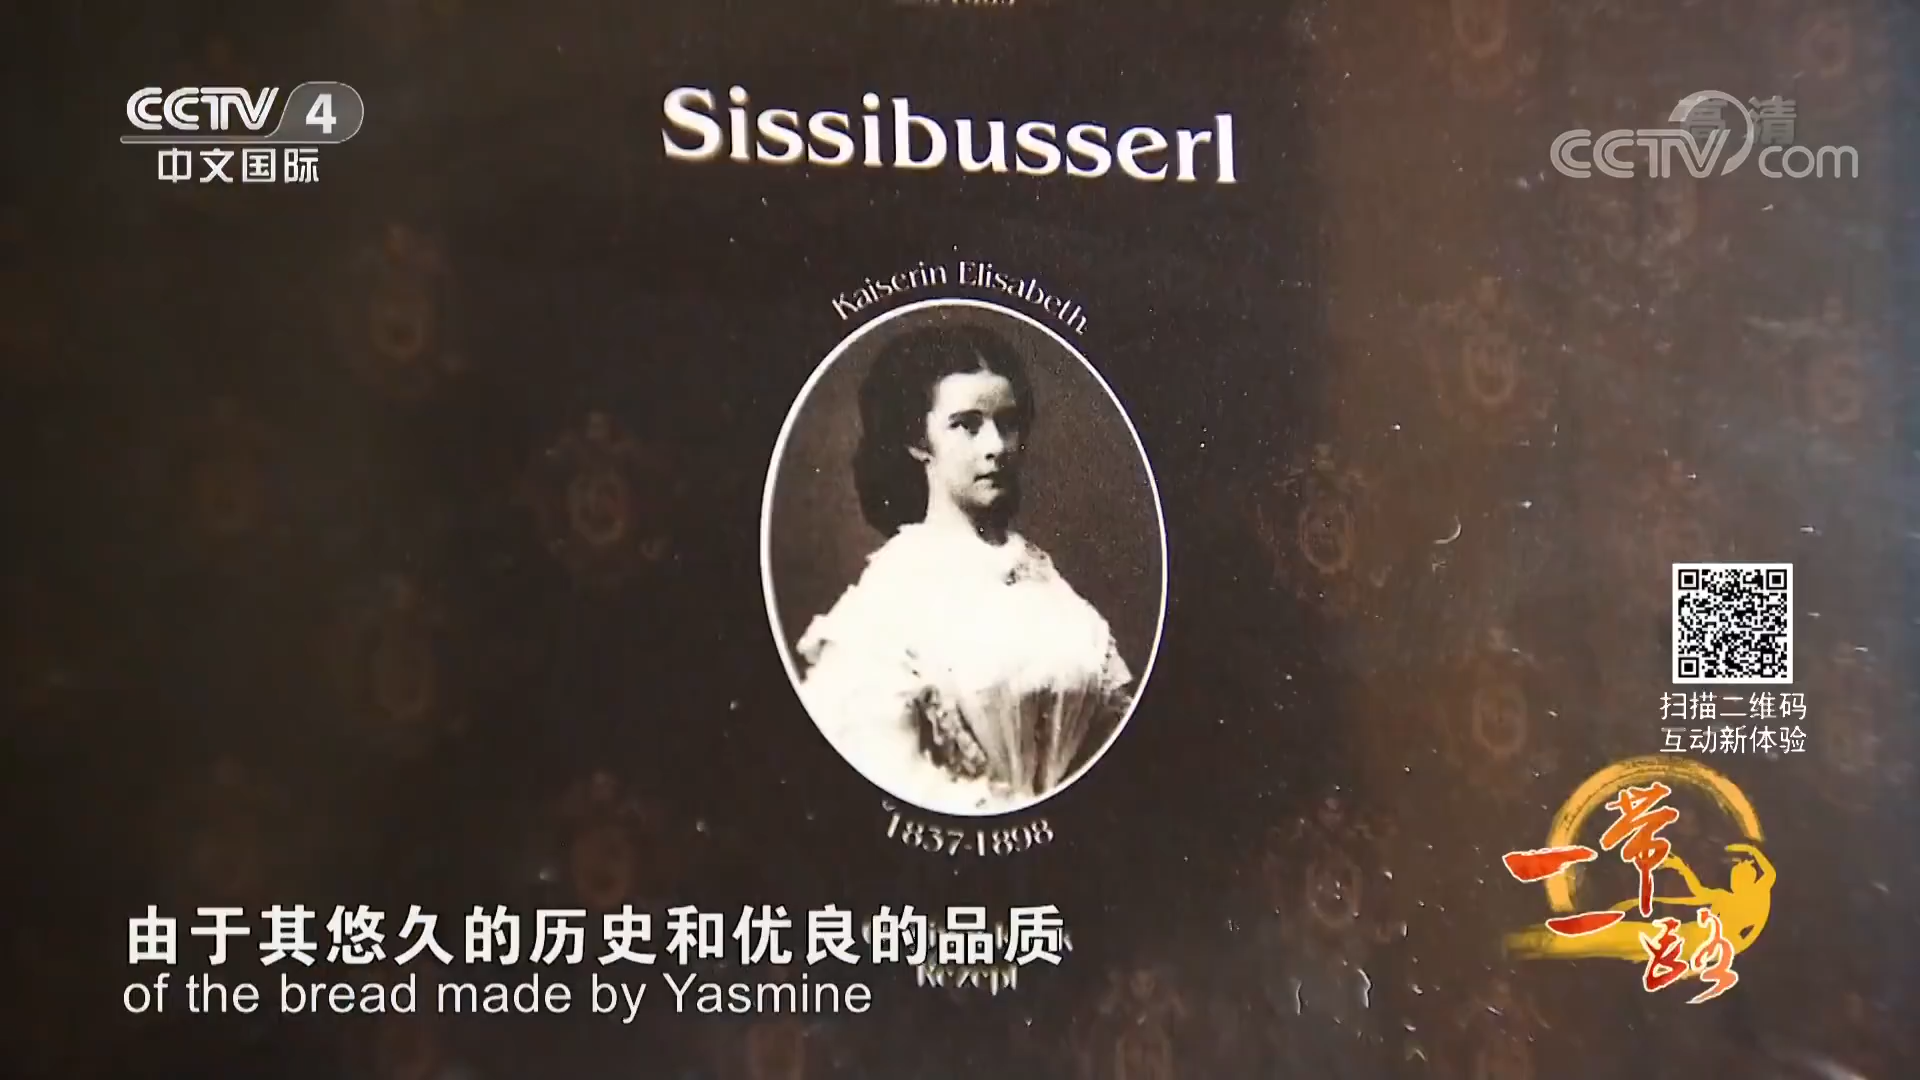 CCTV 4
中文国际
高清
CCTV.com
Sissibusserl
Kaiserin Elisabeth
1837-1898
Rezept
扫描二维码
互动新体验
一带一路
由于其悠久的历史和优良的品质
of the bread made by Yasmine